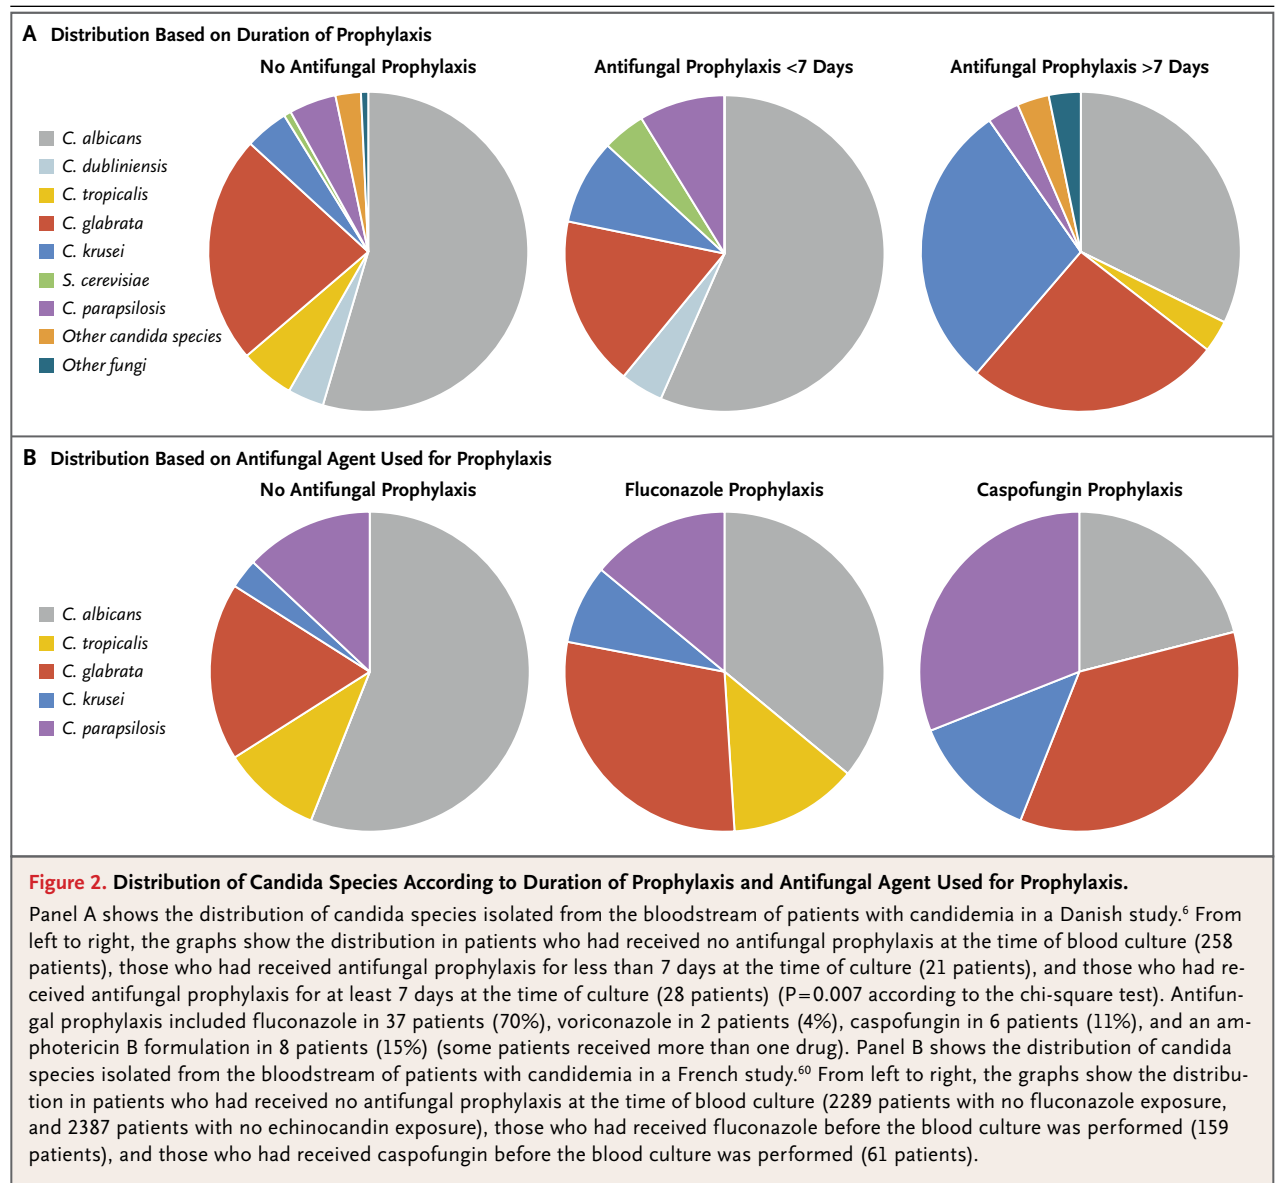 A Distribution Based on Duration of Prophylaxis
No Antifungal Prophylaxis
Antifungal Prophylaxis <7 Days
Antifungal Prophylaxis >7 Days
C. albicans
C. dubliniensis
C. tropicalis
C. glabrata
C. krusei
S. cerevisiae
C. parapsilosis
Other candida species
Other fungi
B Distribution Based on Antifungal Agent Used for Prophylaxis
No Antifungal Prophylaxis
Fluconazole Prophylaxis
Caspofungin Prophylaxis
C. albicans
C. tropicalis
C. glabrata
C. krusei
C. parapsilosis
Figure 2. Distribution of Candida Species According to Duration of Prophylaxis and Antifungal Agent Used for Prophylaxis.
Panel A shows the distribution of candida species isolated from the bloodstream of patients with candidemia in a Danish study.6 From
left to right, the graphs show the distribution in patients who had received no antifungal prophylaxis at the time of blood culture (258
patients), those who had received antifungal prophylaxis for less than 7 days at the time of culture (21 patients), and those who had re-
ceived antifungal prophylaxis for at least 7 days at the time of culture (28 patients) (P=0.007 according to the chi-square test). Antifun-
gal prophylaxis included fluconazole in 37 patients (70%), voriconazole in 2 patients (4%), caspofungin in 6 patients (11%), and an am-
photericin B formulation in 8 patients (15%) (some patients received more than one drug). Panel B shows the distribution of candida
species isolated from the bloodstream of patients with candidemia in a French study.60 From left to right, the graphs show the distribu-
tion in patients who had received no antifungal prophylaxis at the time of blood culture (2289 patients with no fluconazole exposure,
and 2387 patients with no echinocandin exposure), those who had received fluconazole before the blood culture was performed (159
patients), and those who had received caspofungin before the blood culture was performed (61 patients).